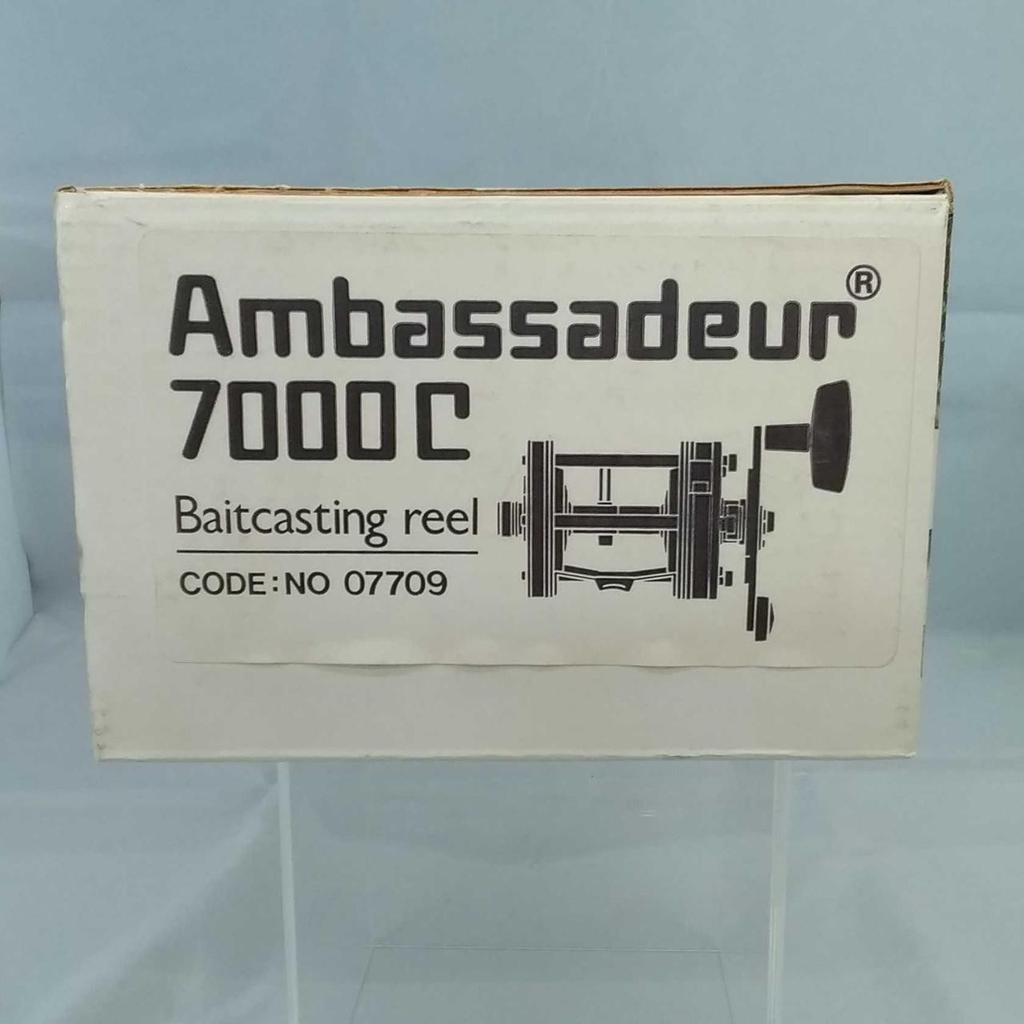 Ambassadeur®
7000C
Baitcasting reel
CODE:NO 07709